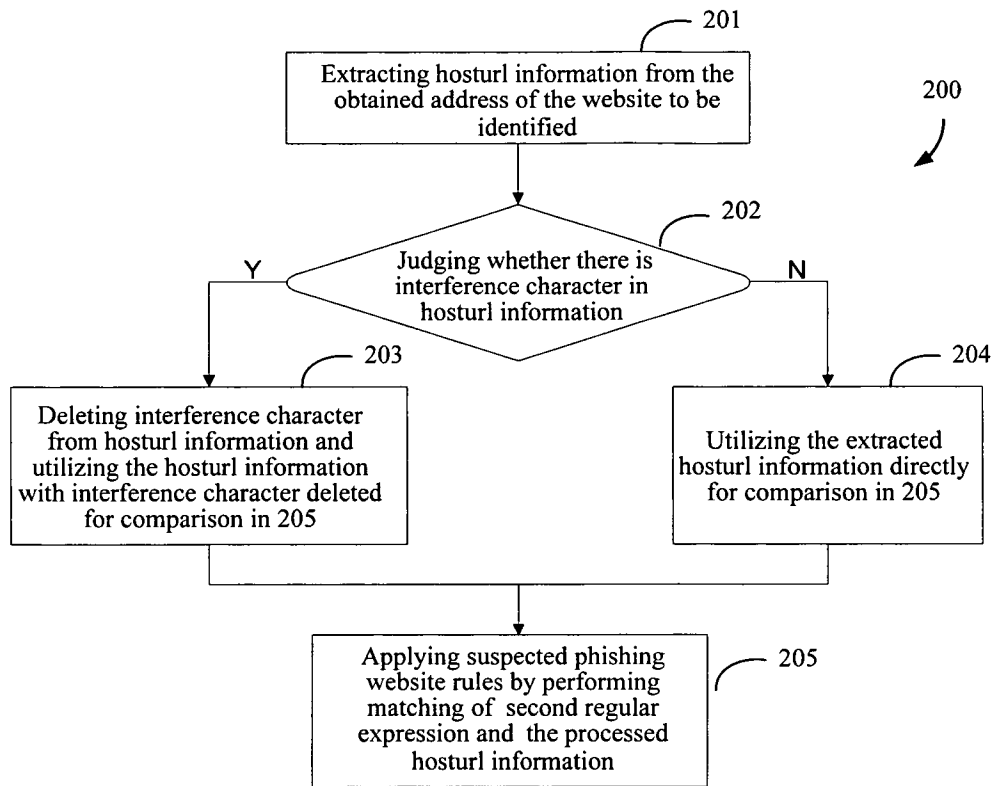 201
Extracting hosturl information from the
obtained address of the website to be
identified
200
202
Judging whether there is
interference character in
hosturl information
Y
N
203
Deleting interference character
from hosturl information and
utilizing the hosturl information
with interference character deleted
for comparison in 205
204
Utilizing the extracted
hosturl information directly
for comparison in 205
205
Applying suspected phishing
website rules by performing
matching of second regular
expression and the processed
hosturl information